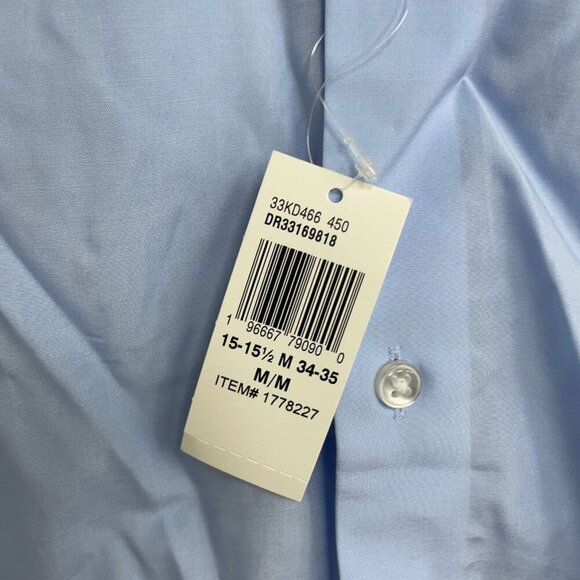 33KD466 450
DR33169818
1 96667 79090 0
15-15½ M 34-35
M/M
ITEM# 1778227